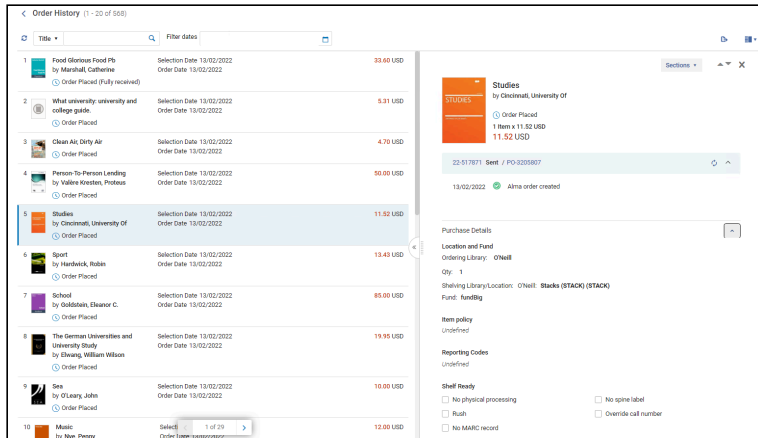 Order History (1 - 20 of 568)
Title
Filter dates
1 Food Glorious Food Pb
by Marshall, Catherine
Order Placed (Fully received)
Selection Date 13/02/2022
Order Date 13/02/2022
33.60 USD
2 What university: university and
college guide.
Order Placed
Selection Date 13/02/2022
Order Date 13/02/2022
5.31 USD
3 Clean Air, Dirty Air
Order Placed
Selection Date 13/02/2022
Order Date 13/02/2022
4.70 USD
4 Person-To-Person Lending
by Valère Kresten, Proteus
Order Placed
Selection Date 13/02/2022
Order Date 13/02/2022
50.00 USD
5 Studies
by Cincinnati, University Of
Order Placed
Selection Date 13/02/2022
Order Date 13/02/2022
11.52 USD
6 Sport
by Hardwick, Robin
Order Placed
Selection Date 13/02/2022
Order Date 13/02/2022
13.43 USD
7 School
by Goldstein, Eleanor C.
Order Placed
Selection Date 13/02/2022
Order Date 13/02/2022
85.00 USD
8 The German Universities and
University Study
by Elwang, William Wilson
Order Placed
Selection Date 13/02/2022
Order Date 13/02/2022
19.95 USD
9 Sea
by O'Leary, John
Order Placed
Selection Date 13/02/2022
Order Date 13/02/2022
10.00 USD
10 Music
by Nye, Penny
Select
Order Date 13/02/2022
12.00 USD
1 of 29
Sections
STUDIES
Studies
by Cincinnati, University Of
Order Placed
1 Item x 11.52 USD
11.52 USD
22-517871 Sent / PO-3205807
13/02/2022 Alma order created
Purchase Details
Location and Fund
Ordering Library: O'Neill
Qty: 1
Shelving Library/Location: O'Neill: Stacks (STACK) (STACK)
Fund: fundBig
Item policy
Undefined
Reporting Codes
Undefined
Shelf Ready
No physical processing
No spine label
Rush
Override call number
No MARC record